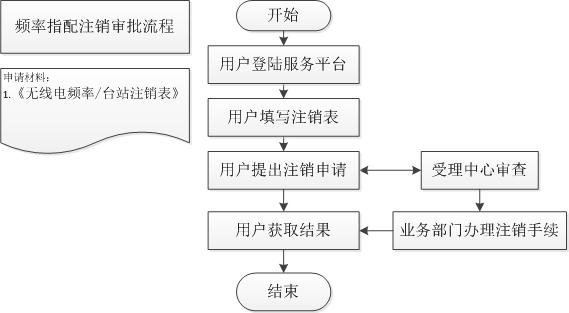 频率指配注销审批流程
申请材料：
1.《无线电频率/台站注销表》
开始
用户登陆服务平台
用户填写注销表
用户提出注销申请
受理中心审查
用户获取结果
业务部门办理注销手续
结束